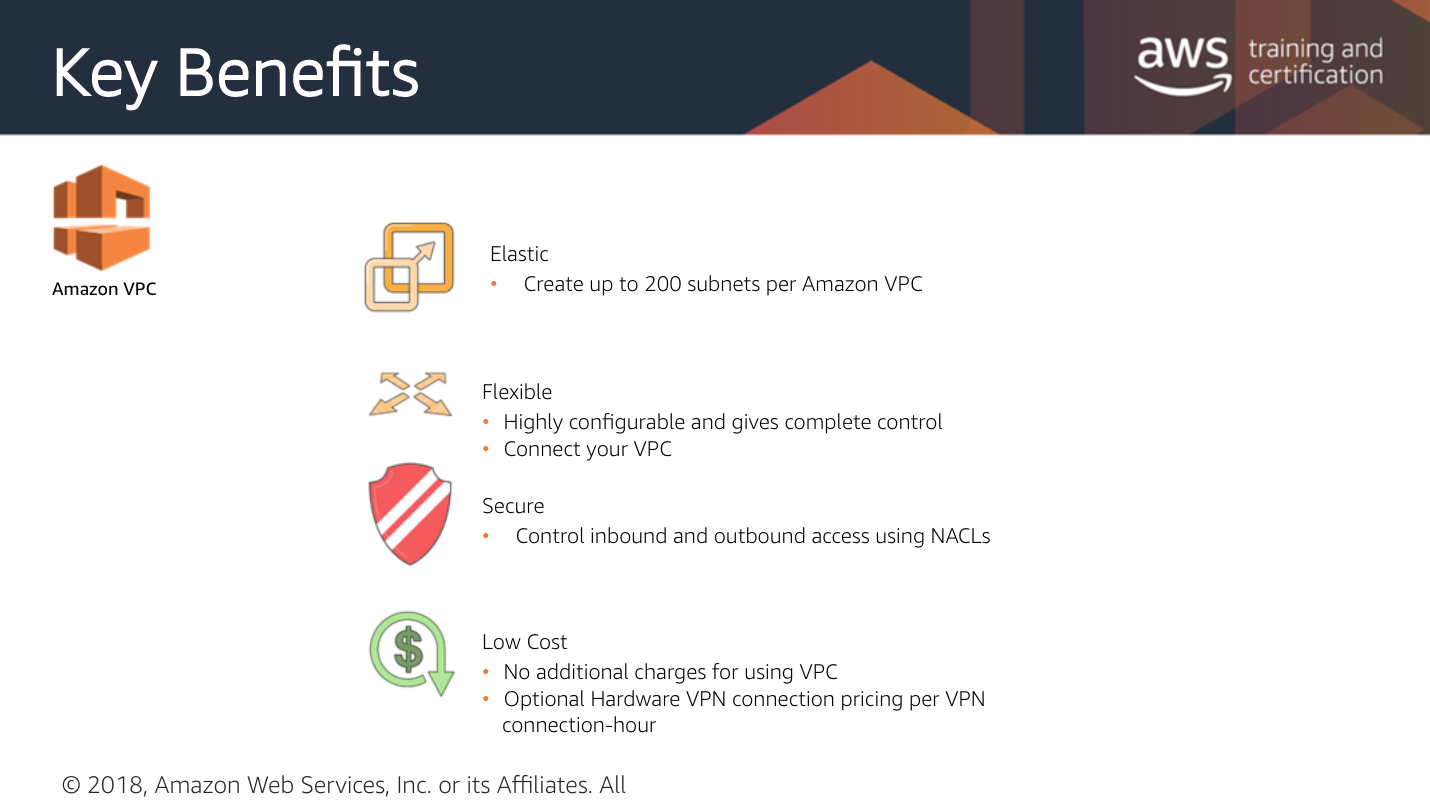 Key Benefits
aws training and
certification
Amazon VPC
Elastic
• Create up to 200 subnets per Amazon VPC
Flexible
• Highly configurable and gives complete control
• Connect your VPC
Secure
• Control inbound and outbound access using NACLs
$
Low Cost
• No additional charges for using VPC
• Optional Hardware VPN connection pricing per VPN
connection-hour
© 2018, Amazon Web Services, Inc. or its Affiliates. All